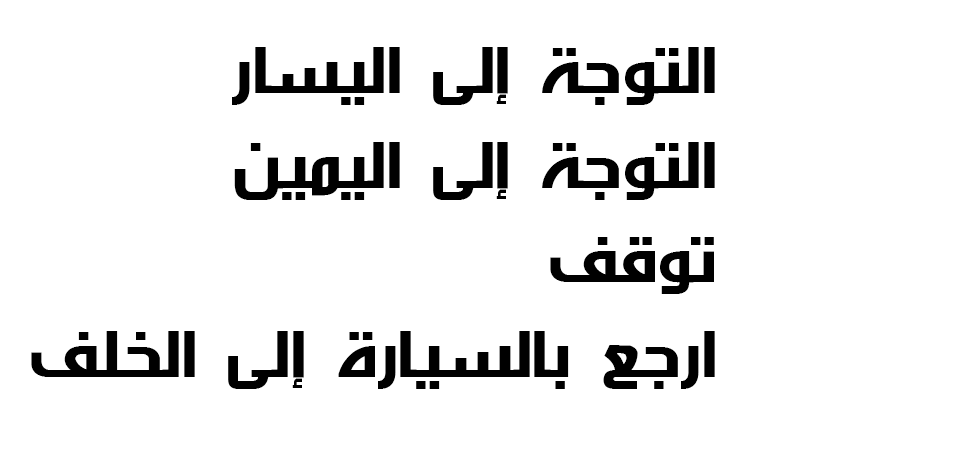 التوجة إلى اليسار
التوجة إلى اليمين
توقف
ارجع بالسيارة إلى الخلف